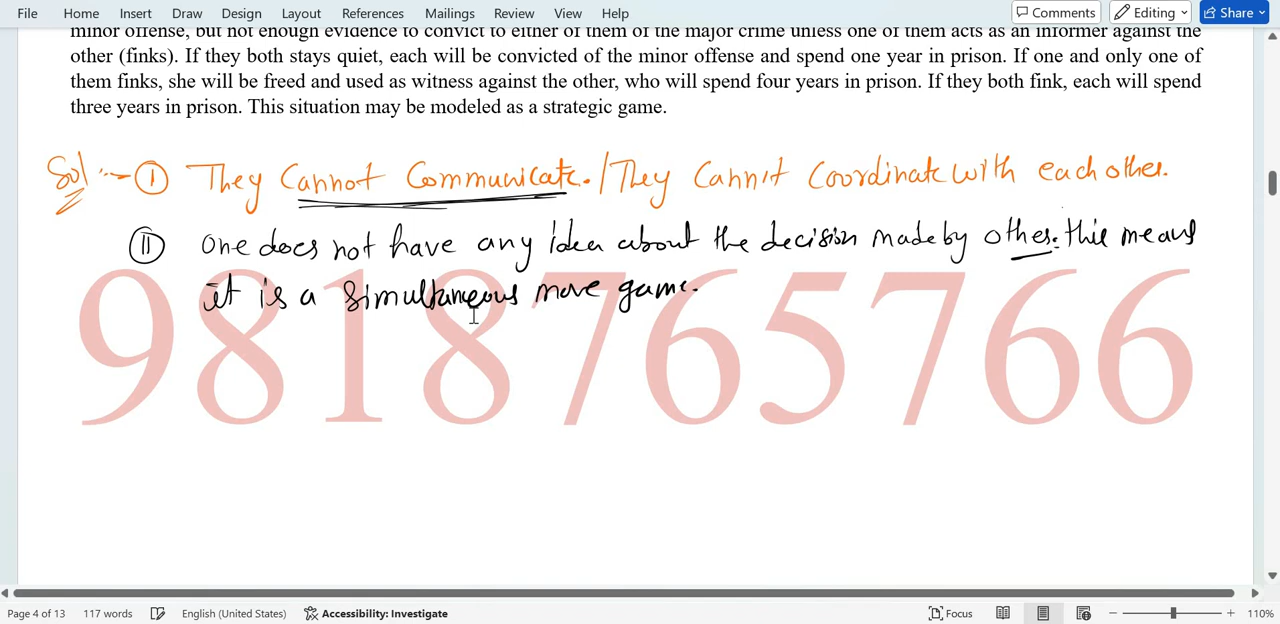 File Home Insert Draw Design Layout References Mailings Review View Help Comments Editing Share
minor offense, but not enough evidence to convict to either of them of the major crime unless one of them acts as an informer against the
other (finks). If they both stays quiet, each will be convicted of the minor offense and spend one year in prison. If one and only one of
them finks, she will be freed and used as witness against the other, who will spend four years in prison. If they both fink, each will spend
three years in prison. This situation may be modeled as a strategic game.
Sol :- I They Cannot Communicate. / They Cannot Coordinate with each other.
II One does not have any idea about the decision made by other. this means
it is a simultaneous move game.
9818765766
Page 4 of 13 117 words English (United States) Accessibility: Investigate Focus 110%